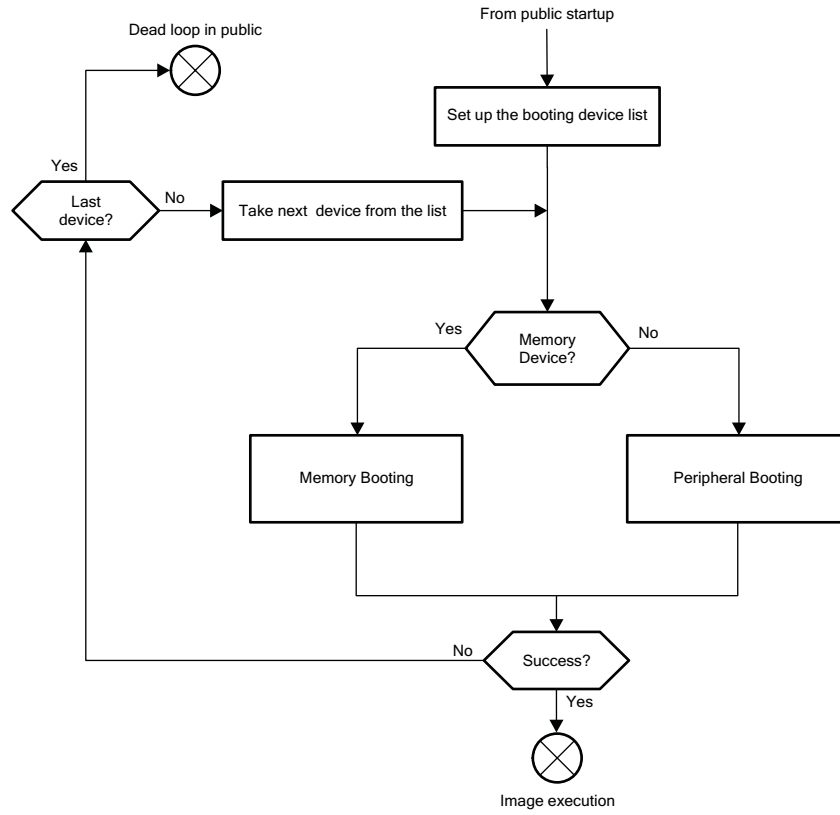 From public startup
Dead loop in public
Set up the booting device list
Yes
Last
device?
No
Take next device from the list
Yes
Memory
Device?
No
Memory Booting
Peripheral Booting
No
Success?
Yes
Image execution